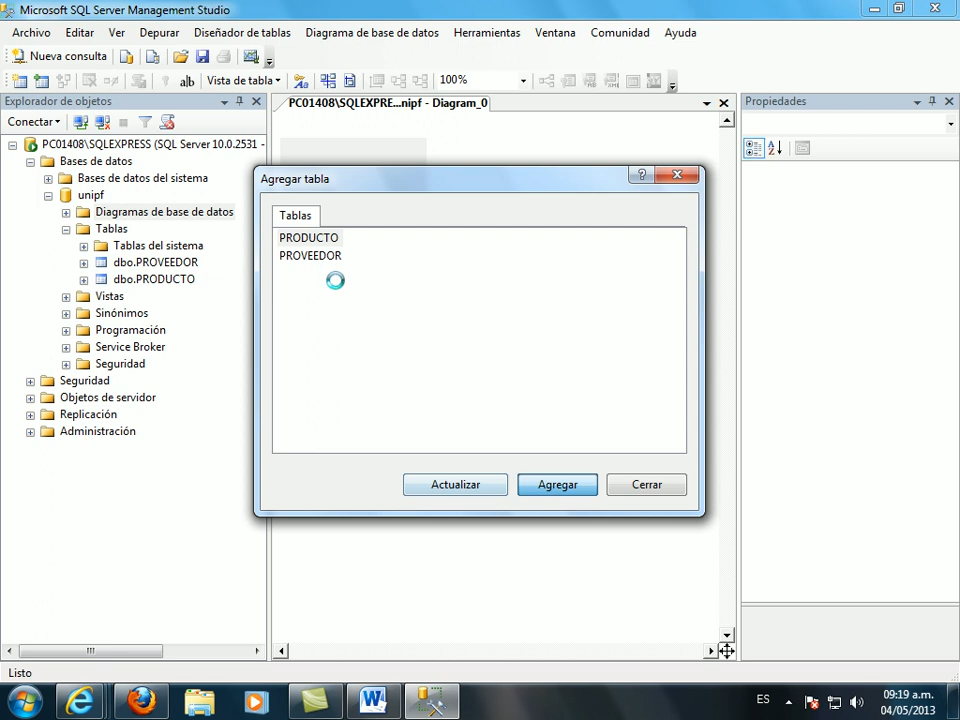 Microsoft SQL Server Management Studio
Archivo Editar Ver Depurar Diseñador de tablas Diagrama de base de datos Herramientas Ventana Comunidad Ayuda
Nueva consulta
ab| Vista de tabla 100%
Explorador de objetos
PC01408\SQLEXPRE...nipf - Diagram_0
Propiedades
Conectar
PC01408\SQLEXPRESS (SQL Server 10.0.2531 -
Bases de datos
Bases de datos del sistema
unipf
Diagramas de base de datos
Tablas
Tablas del sistema
dbo.PROVEEDOR
dbo.PRODUCTO
Vistas
Sinónimos
Programación
Service Broker
Seguridad
Seguridad
Objetos de servidor
Replicación
Administración
Agregar tabla
Tablas
PRODUCTO
PROVEEDOR
Actualizar Agregar Cerrar
Listo
ES
09:19 a.m.
04/05/2013